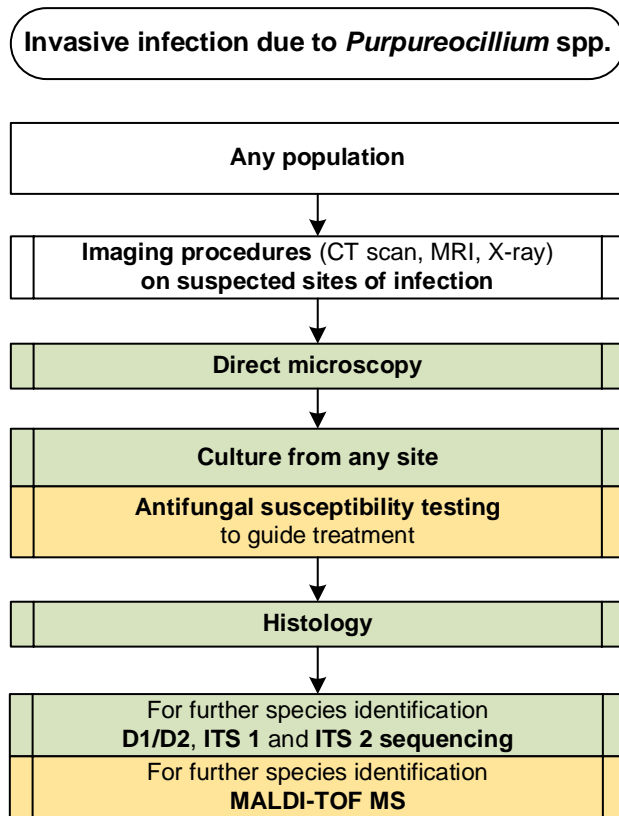 Invasive infection due to Purpureocillium spp.
Any population
Imaging procedures (CT scan, MRI, X-ray)
on suspected sites of infection
Direct microscopy
Culture from any site
Antifungal susceptibility testing
to guide treatment
Histology
For further species identification
D1/D2, ITS 1 and ITS 2 sequencing
For further species identification
MALDI-TOF MS